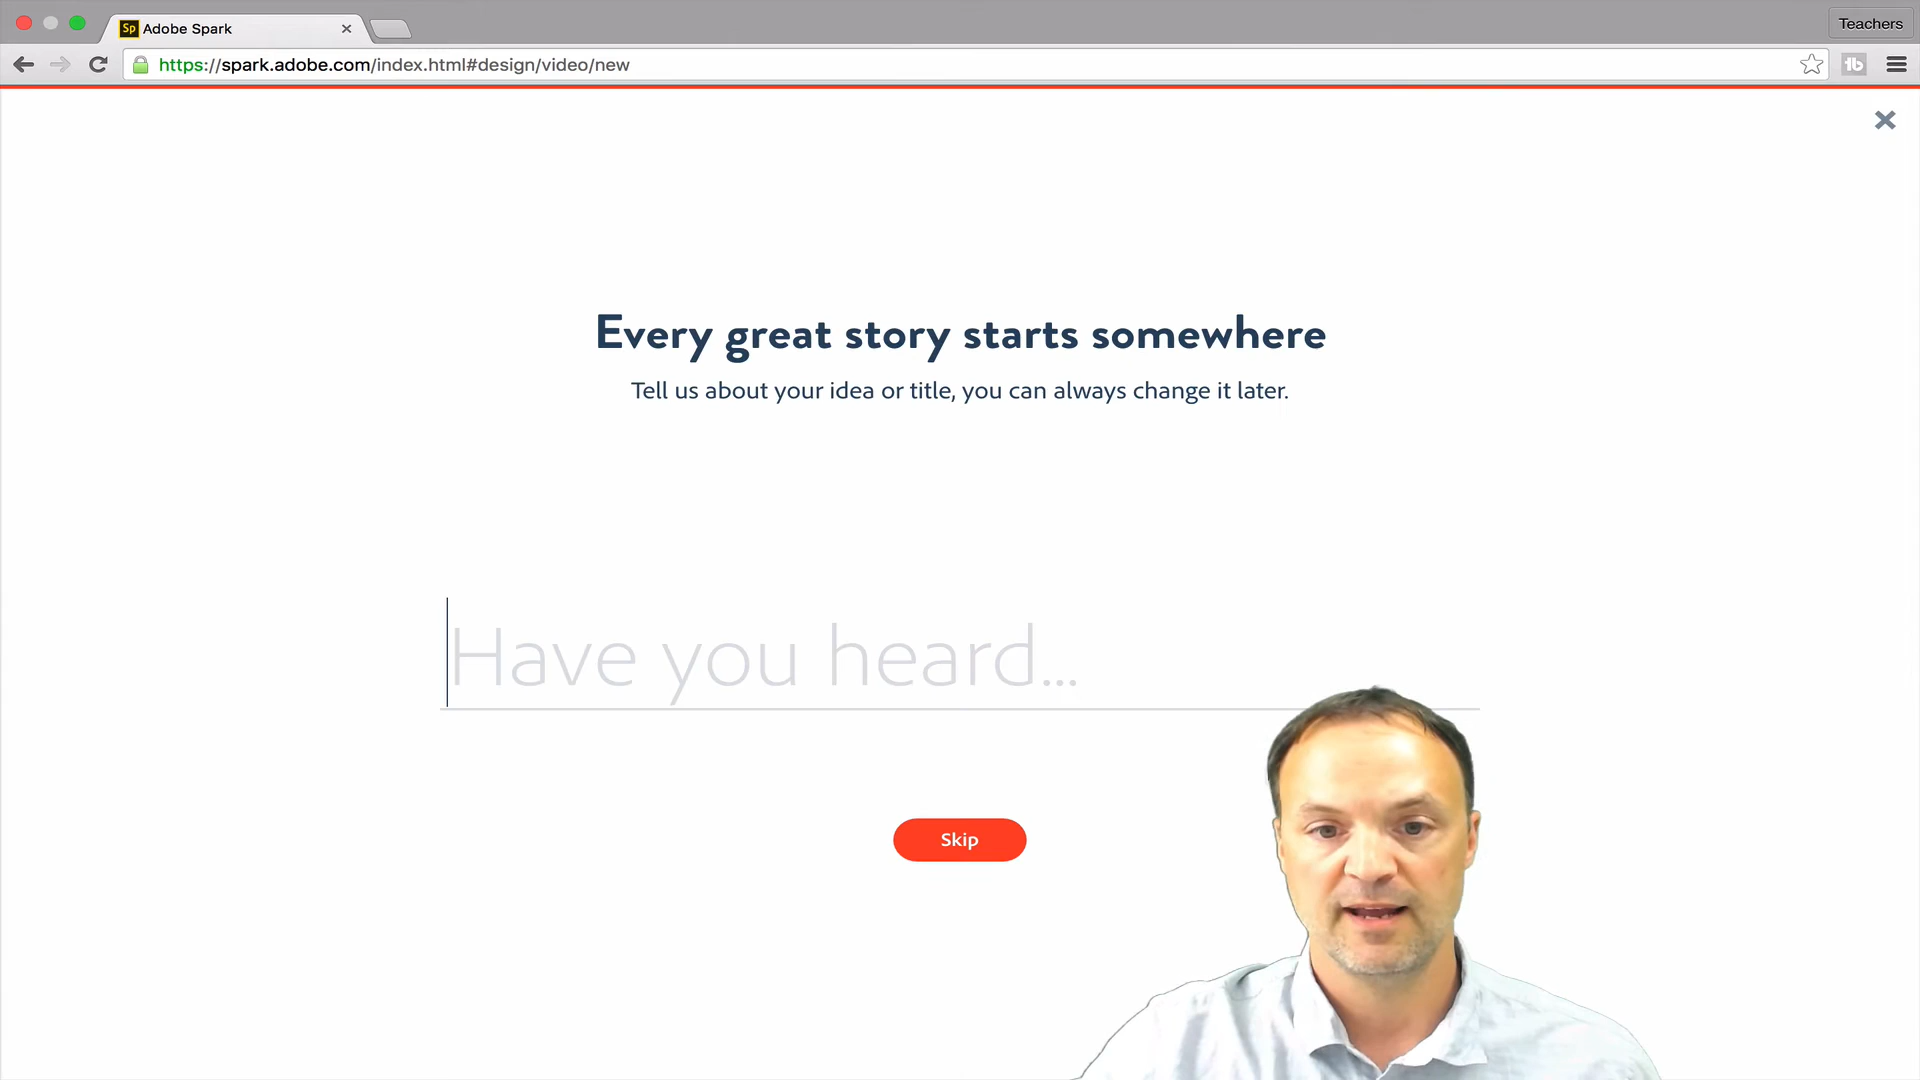 Sp Adobe Spark
Teachers
https://spark.adobe.com/index.html#design/video/new
Every great story starts somewhere
Tell us about your idea or title, you can always change it later.
Have you heard...
Skip